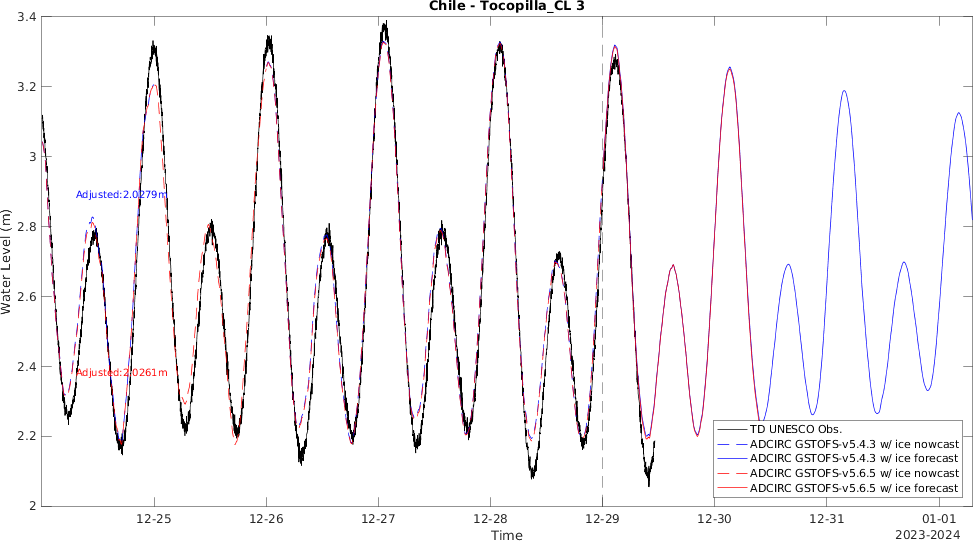 Chile - Tocopilla_CL 3
3.4
3.2
3
2.8
2.6
2.4
2.2
2
Water Level (m)
Adjusted:2.0279m
Adjusted:2.0261m
TD UNESCO Obs.
ADCIRC GSTOFS-v5.4.3 w/ ice nowcast
ADCIRC GSTOFS-v5.4.3 w/ ice forecast
ADCIRC GSTOFS-v5.6.5 w/ ice nowcast
ADCIRC GSTOFS-v5.6.5 w/ ice forecast
12-25 12-26 12-27 12-28 12-29 12-30 12-31 01-01
Time
2023-2024